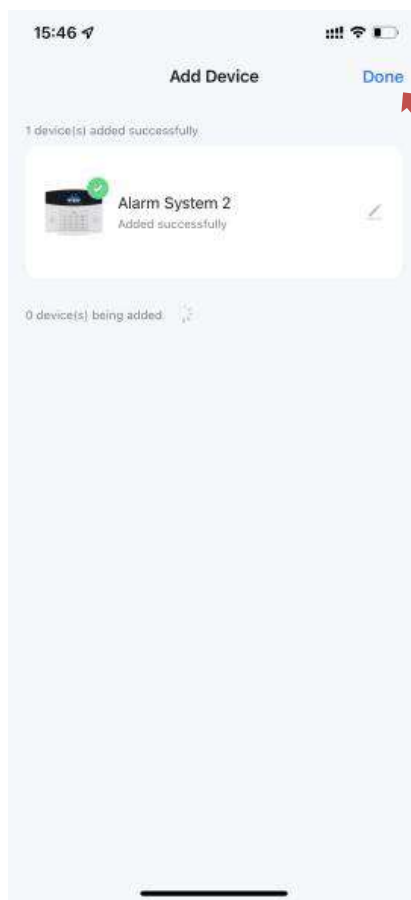 15:46
Add Device
Done
1 device(s) added successfully
Alarm System 2
Added successfully
0 device(s) being added